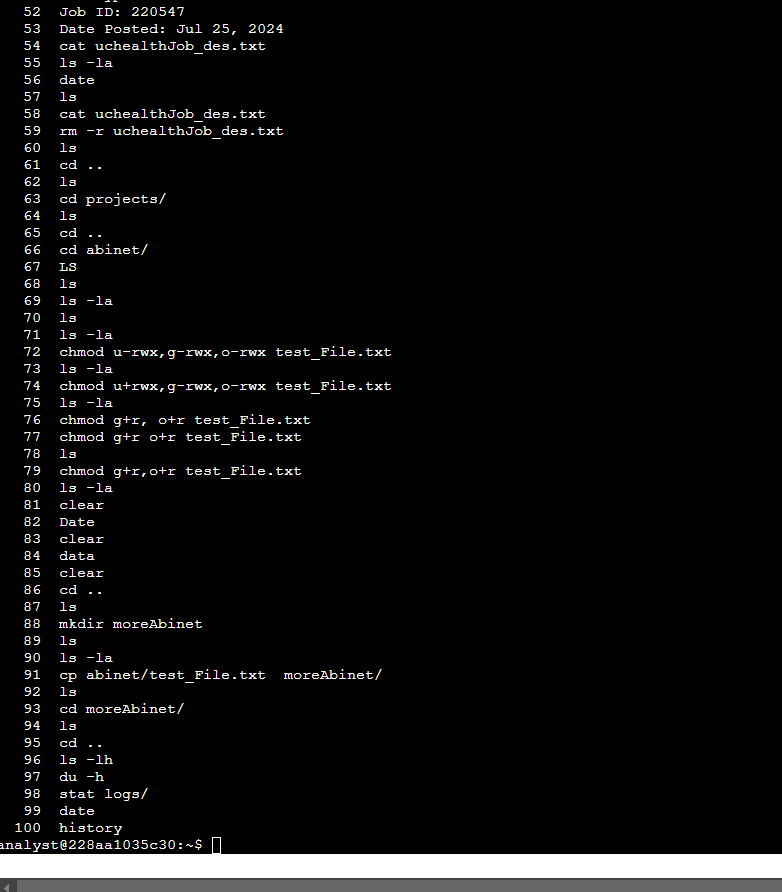 52 Job ID: 220547
53 Date Posted: Jul 25, 2024
54 cat uchealthJob_des.txt
55 ls -la
56 date
57 ls
58 cat uchealthJob_des.txt
59 rm -r uchealthJob_des.txt
60 ls
61 cd ..
62 ls
63 cd projects/
64 ls
65 cd ..
66 cd abinet/
67 LS
68 ls
69 ls -la
70 ls
71 ls -la
72 chmod u-rwx,g-rwx,o-rwx test_File.txt
73 ls -la
74 chmod u+rwx,g-rwx,o-rwx test_File.txt
75 ls -la
76 chmod g+r, o+r test_File.txt
77 chmod g+r o+r test_File.txt
78 ls
79 chmod g+r,o+r test_File.txt
80 ls -la
81 clear
82 Date
83 clear
84 data
85 clear
86 cd ..
87 ls
88 mkdir moreAbinet
89 ls
90 ls -la
91 cp abinet/test_File.txt  moreAbinet/
92 ls
93 cd moreAbinet/
94 ls
95 cd ..
96 ls -lh
97 du -h
98 stat logs/
99 date
100 history
analyst@228aa1035c30:~$